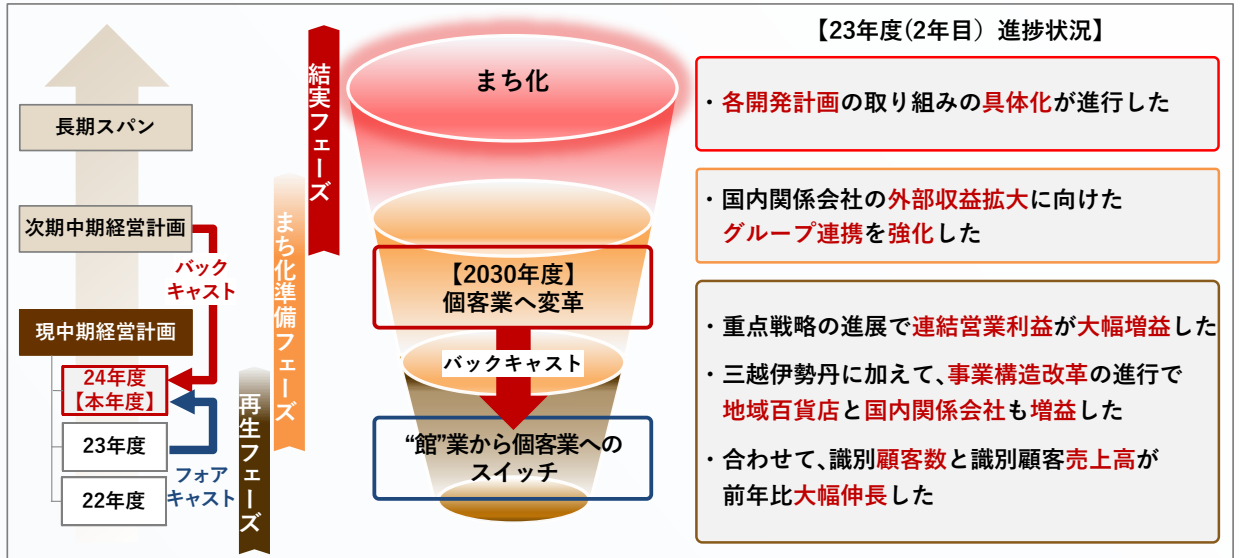 長期スパン
次期中期経営計画
バック
キャスト
現中期経営計画
24年度
【本年度】
23年度
22年度
フォア
キャスト
結実フェーズ
まち化準備フェーズ
再生フェーズ
まち化
【2030年度】
個客業へ変革
バックキャスト
“館”業から個客業への
スイッチ
【23年度(2年目）進捗状況】
・各開発計画の取り組みの具体化が進行した
・国内関係会社の外部収益拡大に向けた
グループ連携を強化した
・重点戦略の進展で連結営業利益が大幅増益した
・三越伊勢丹に加えて、事業構造改革の進行で
地域百貨店と国内関係会社も増益した
・合わせて、識別顧客数と識別顧客売上高が
前年比大幅伸長した